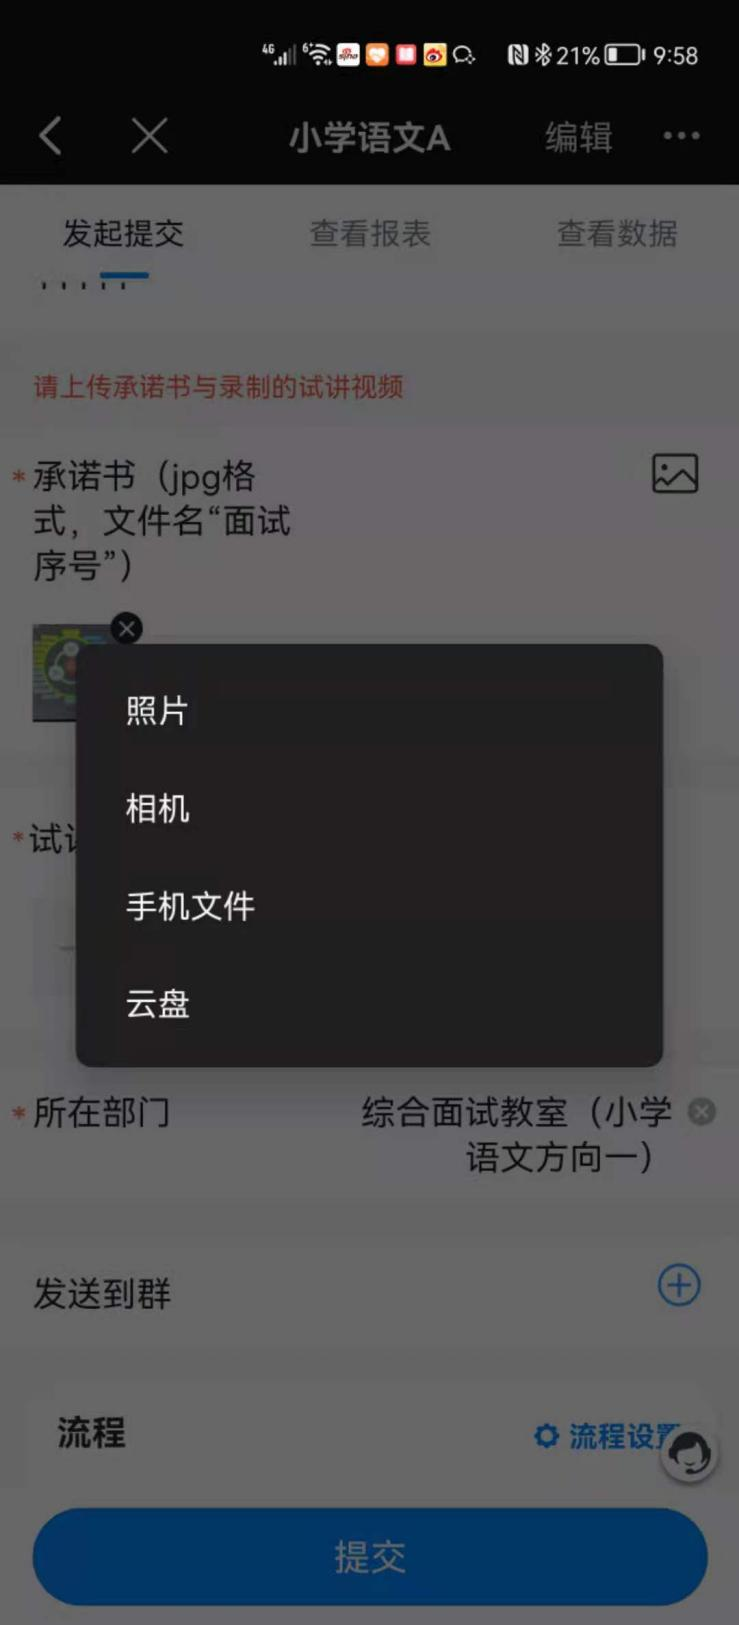 4G 6+ sina 21% 9:58
小学语文A 编辑 ···
发起提交 查看报表 查看数据
请上传承诺书与录制的试讲视频
*承诺书（jpg格
式，文件名“面试
序号”）
照片
*试
相机
手机文件
云盘
*所在部门 综合面试教室（小学
语文方向一）
发送到群
流程 流程设置
提交